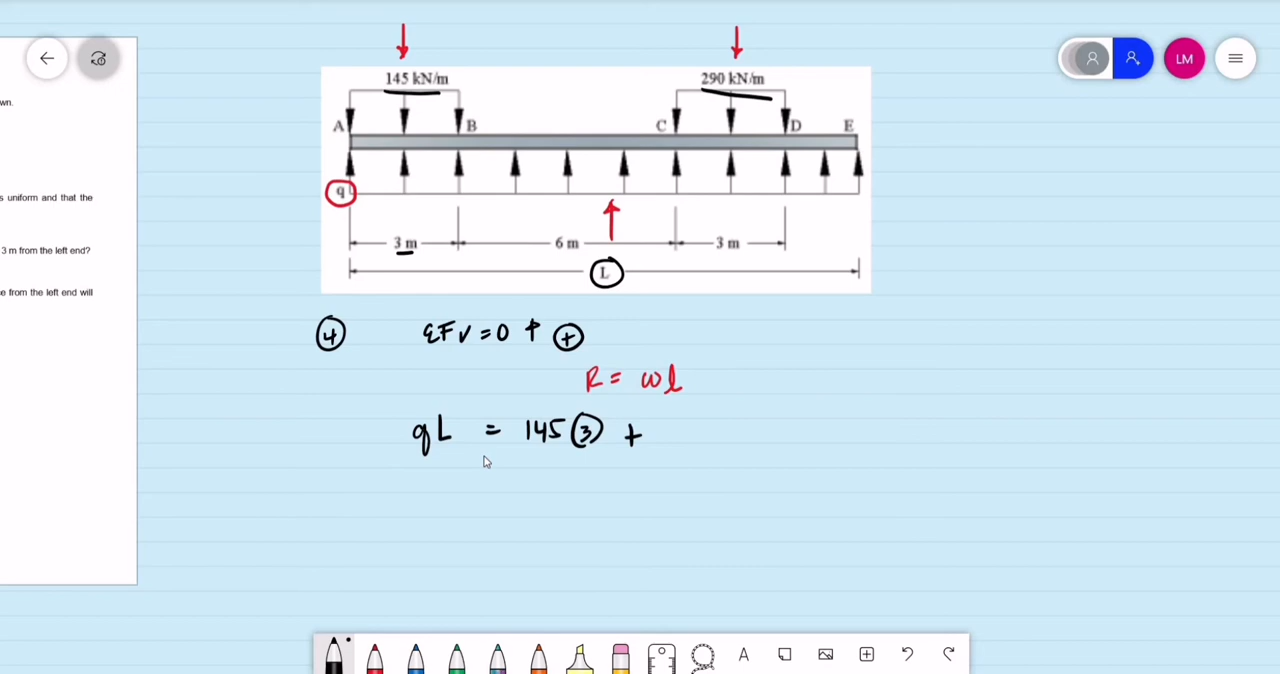 wn.
s uniform and that the
3 m from the left end?
e from the left end will
LM
145 kN/m 290 kN/m
A B C D E
q
3 m 6 m 3 m
L
4 ΣFv = 0 ↑ +
R = ωl
qL = 145(3) +
A